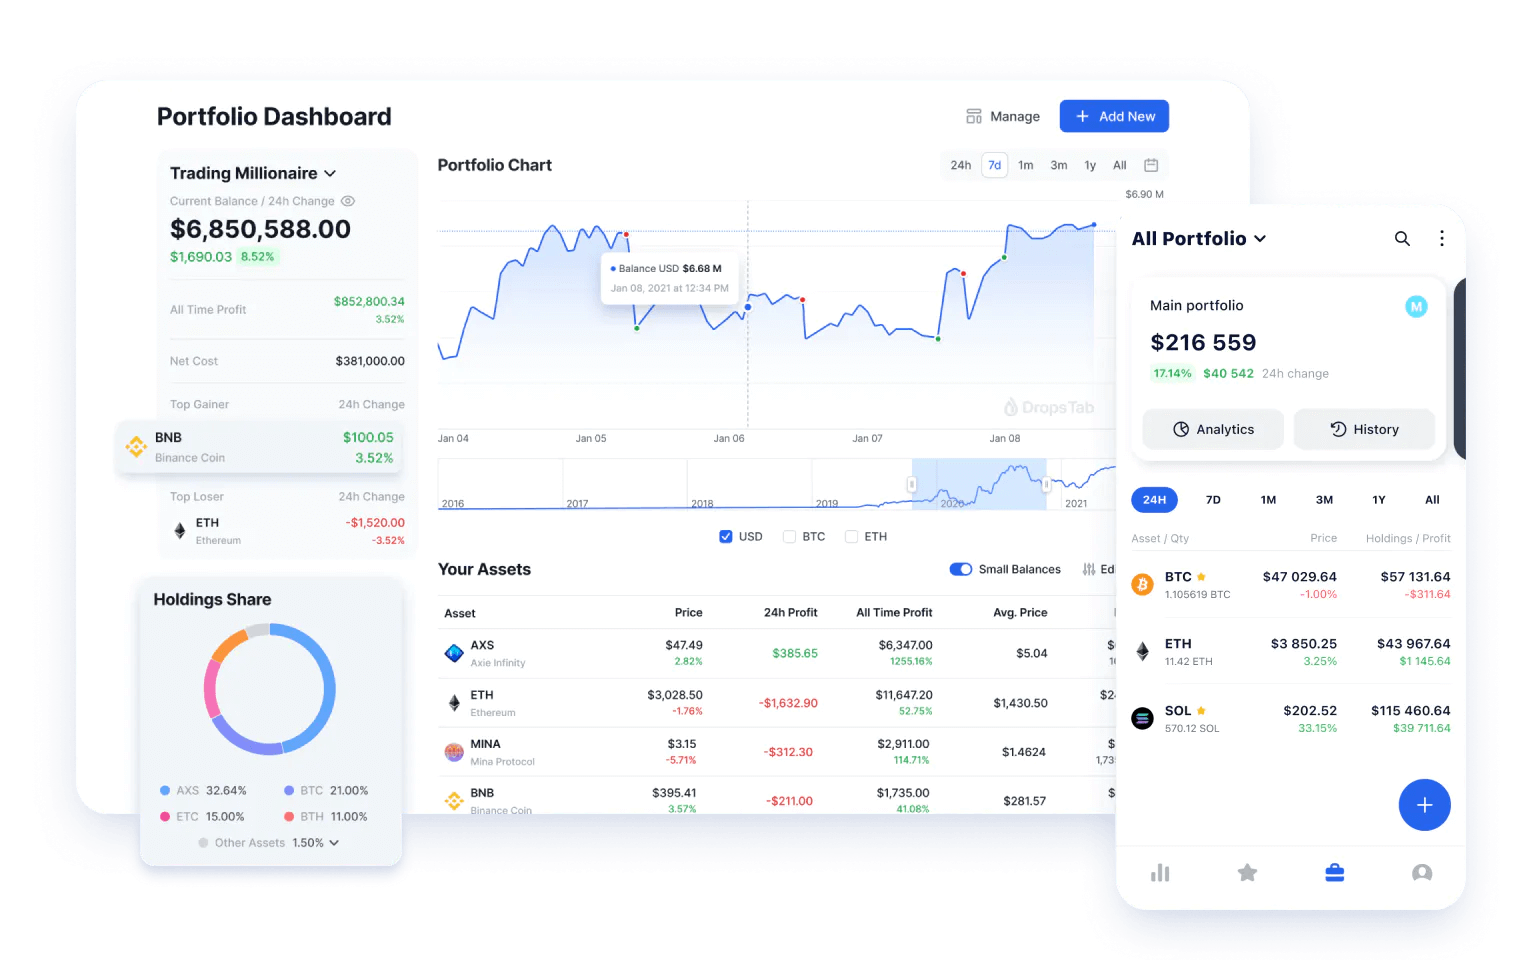 Portfolio Dashboard
Manage
Add New
Trading Millionaire
Current Balance / 24h Change
$6,850,588.00
$1,690.03 8.52%
All Time Profit $852,800.34
3.52%
Net Cost $381,000.00
Top Gainer 24h Change
BNB $100.05
Binance Coin 3.52%
Top Loser 24h Change
ETH -$1,520.00
Ethereum -3.52%
Holdings Share
AXS 32.64% BTC 21.00%
ETC 15.00% BTH 11.00%
Other Assets 1.50%
Portfolio Chart
24h 7d 1m 3m 1y All
$6.90 M
Balance USD $6.68 M
Jan 08, 2021 at 12:34 PM
DropsTab
Jan 04 Jan 05 Jan 06 Jan 07 Jan 08
2016 2017 2018 2019 2020 2021
USD BTC ETH
Your Assets
Small Balances
Asset Price 24h Profit All Time Profit Avg. Price
AXS $47.49 $385.65 $6,347.00 $5.04
Axie Infinity 2.82% 1255.16%
ETH $3,028.50 -$1,632.90 $11,647.20 $1,430.50
Ethereum -1.76% 52.75%
MINA $3.15 -$312.30 $2,911.00 $1.4624
Mina Protocol -5.71% 114.71%
BNB $395.41 -$211.00 $1,735.00 $281.57
Binance Coin 3.57% 41.08%
All Portfolio
Main portfolio
M
$216 559
17.14% $40 542 24h change
Analytics
History
24H 7D 1M 3M 1Y All
Asset / Qty Price Holdings / Profit
BTC $47 029.64 $57 131.64
1.105619 BTC -1.00% -$311.64
ETH $3 850.25 $43 967.64
11.42 ETH 3.25% $1 145.64
SOL $202.52 $115 460.64
570.12 SOL 33.15% $39 711.64